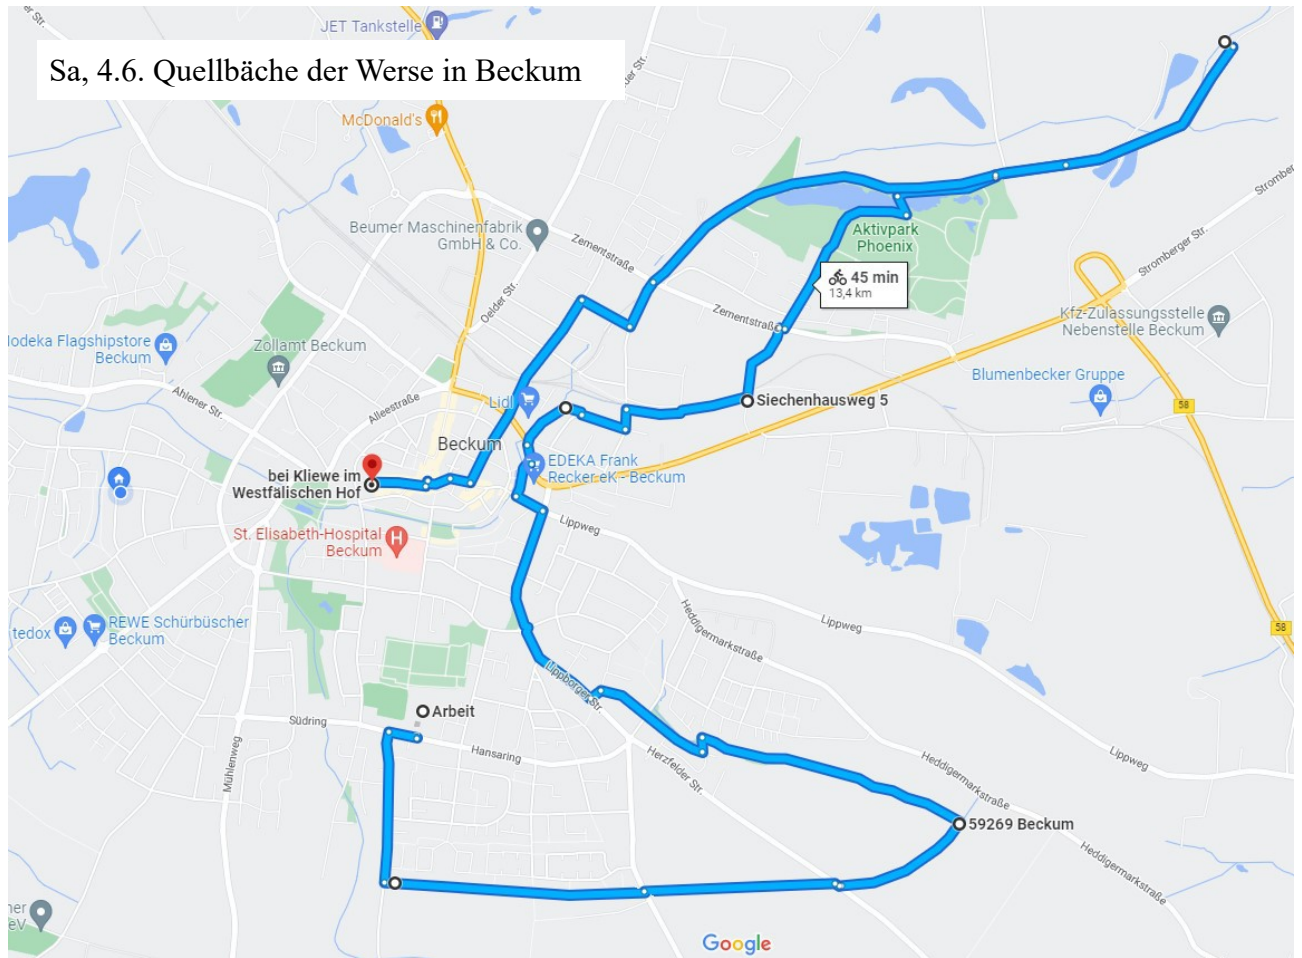 JET Tankstelle
Sa, 4.6. Quellbäche der Werse in Beckum
McDonald's
Beumer Maschinenfabrik
GmbH & Co.
Zementstraße
Stromberger Str.
Aktivpark
Phoenix
45 min
13,4 km
Oelder Str.
Zementstraße
Kfz-Zulassungsstelle
Nebenstelle Beckum
Flagshipstore
Beckum
Zollamt Beckum
Blumenbecker Gruppe
58
Ahlener Str.
Alleestraße
Lidl
Siechenhausweg 5
Beckum
EDEKA Frank
Recker eK - Beckum
bei Kliewe im
Westfälischen Hof
St. Elisabeth-Hospital
Beckum
Lippweg
Heddigermarkstraße
Lippweg
58
tedox
REWE Schürbüscher
Beckum
Lippborger Str.
Arbeit
Südring
Hansaring
Mühlenweg
Herzfelder Str.
Heddigermarkstraße
Lippweg
59269 Beckum
Heddigermarkstraße
Google